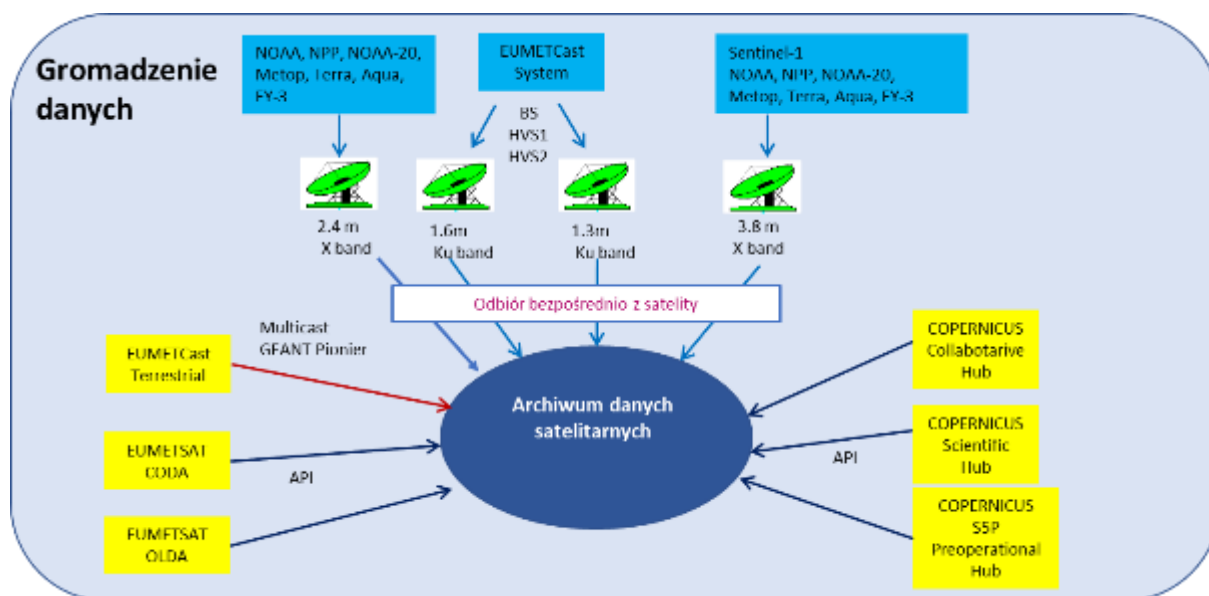 Gromadzenie
danych
NOAA, NPP, NOAA-20,
Metop, Terra, Aqua,
FY-3
EUMETCast
System
Sentinel-1
NOAA, NPP, NOAA-20,
Metop, Terra, Aqua, FY-3
BS
HVS1
HVS2
2.4 m
X band
1.6m
Ku band
1.3m
Ku band
3.8 m
X band
Odbiór bezpośrednio z satelity
Multicast
GEANT Pionier
EUMETCast
Terrestrial
EUMETSAT
CODA
API
EUMETSAT
OLDA
Archiwum danych
satelitarnych
COPERNICUS
Collabotarive
Hub
COPERNICUS
Scientific
Hub
API
COPERNICUS
S5P
Preoperational
Hub